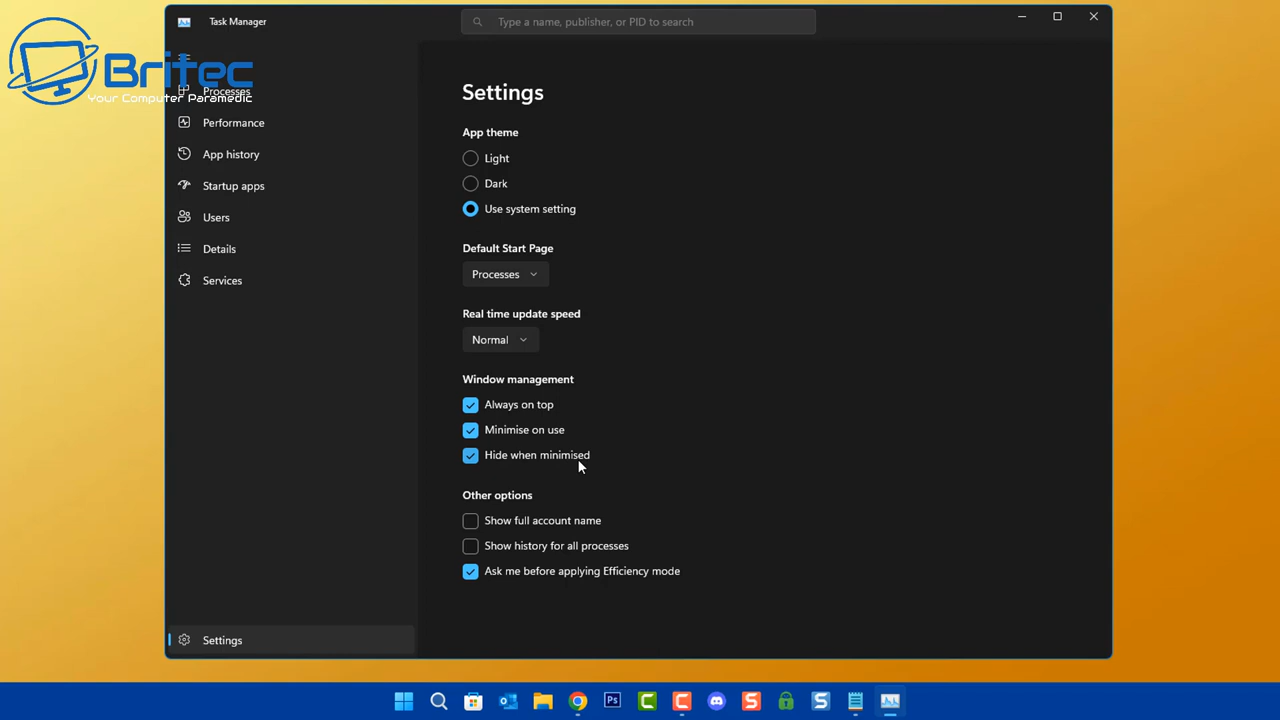 Task Manager
Type a name, publisher, or PID to search
Britec
Your Computer Paramedic
Processes
Performance
App history
Startup apps
Users
Details
Services
Settings
Settings
App theme
Light
Dark
Use system setting
Default Start Page
Processes
Real time update speed
Normal
Window management
Always on top
Minimise on use
Hide when minimised
Other options
Show full account name
Show history for all processes
Ask me before applying Efficiency mode
Ps
C
C
S
S